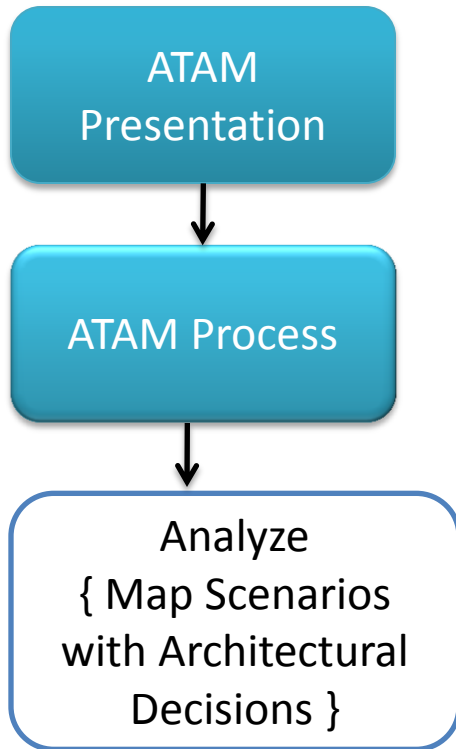 ATAM
Presentation
ATAM Process
Analyze
{ Map Scenarios
with Architectural
Decisions }